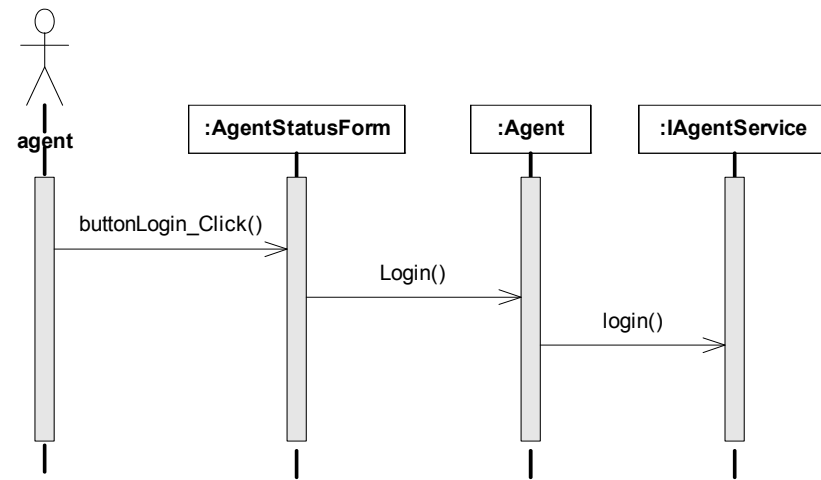 agent
:AgentStatusForm
:Agent
:IAgentService
buttonLogin_Click()
Login()
login()